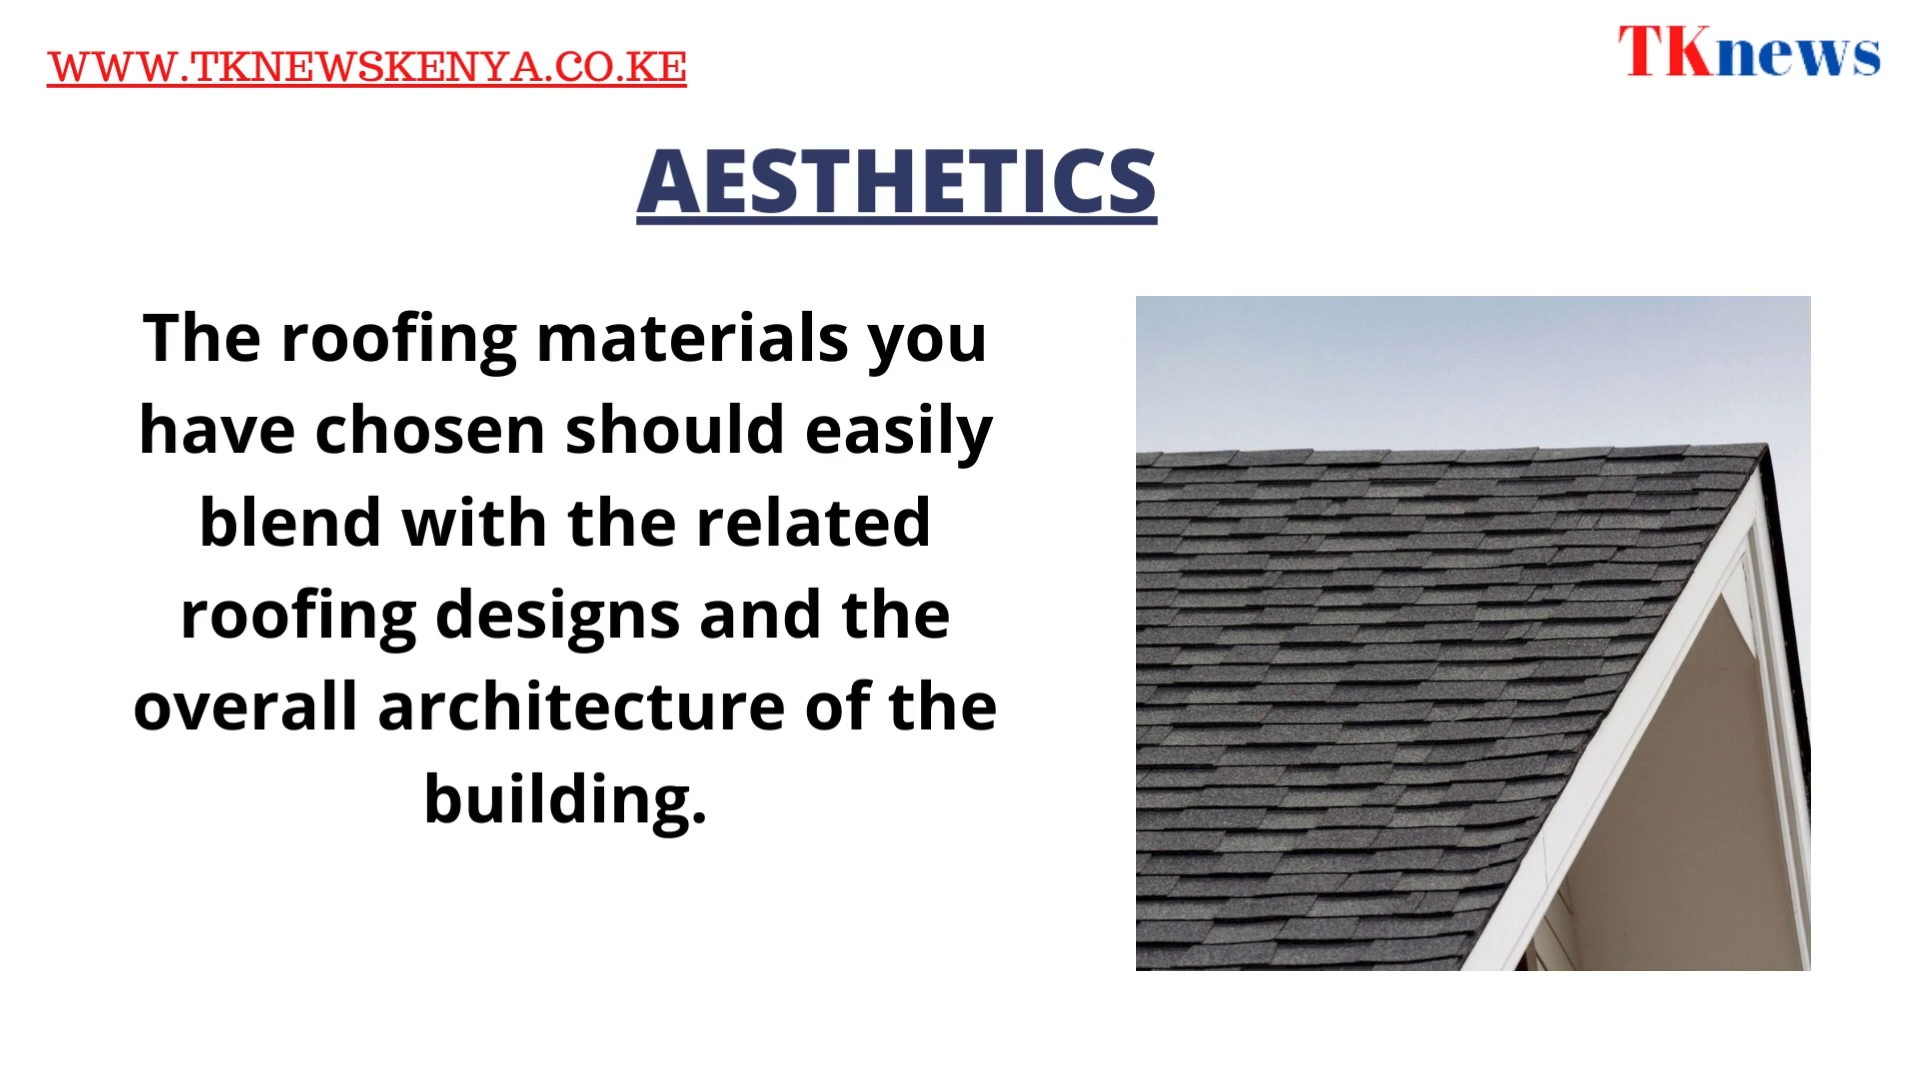 WWW.TKNEWSKENYA.CO.KE
TKnews
AESTHETICS
The roofing materials you
have chosen should easily
blend with the related
roofing designs and the
overall architecture of the
building.